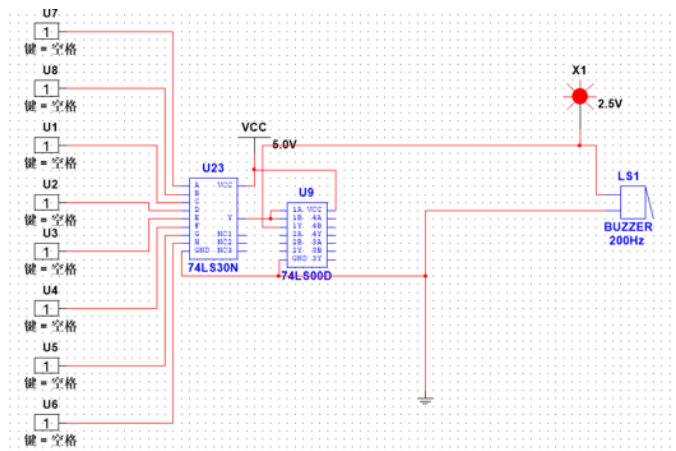 U7
1
键 = 空格
U8
1
键 = 空格
U1
1
键 = 空格
U2
1
键 = 空格
U3
1
键 = 空格
U4
1
键 = 空格
U5
1
键 = 空格
U6
1
键 = 空格
VCC
5.0V
U23
A VCC
B
C
D
E Y
F
G NC1
H NC2
GND NC3
74LS30N
U9
1A VCC
1B 4A
1Y 4B
2A 4Y
2B 3A
2Y 3B
GND 3Y
74LS00D
X1
2.5V
LS1
BUZZER
200Hz